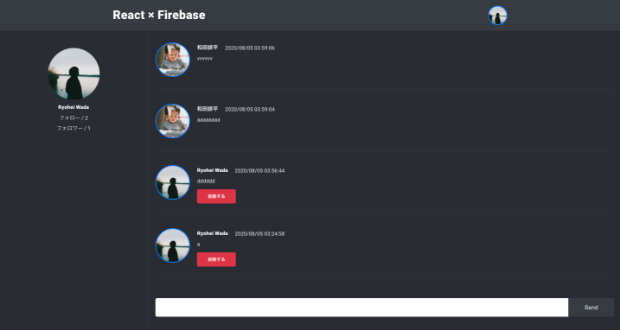 React × Firebase
Ryohei Wada
フォロー / 2
フォロワー / 1
和田諒平 2020/08/05 03:59:06
vvvvvv
和田諒平 2020/08/05 03:59:04
aaaaaaaa
Ryohei Wada 2020/08/05 03:56:44
dddddd
削除する
Ryohei Wada 2020/08/05 03:24:58
a
削除する
Send